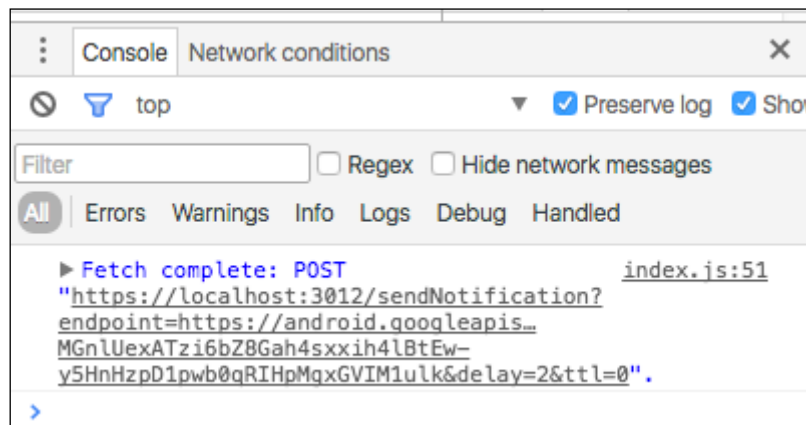 Console Network conditions
top Preserve log Show
Filter Regex Hide network messages
All Errors Warnings Info Logs Debug Handled
Fetch complete: POST index.js:51
"https://localhost:3012/sendNotification?
endpoint=https://android.googleapis…
MGnlUexATzi6bZ8Gah4sxxih4lBtEw-
y5HnHzpD1pwb0qRIHpMgxGVIM1ulk&delay=2&ttl=0".